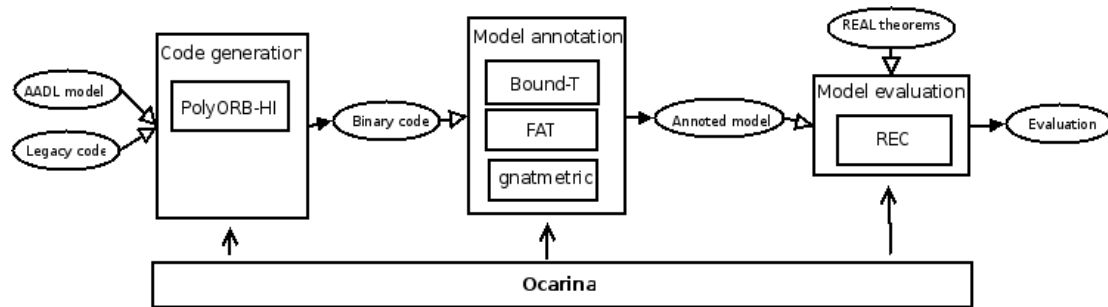 REAL theorems
Code generation
Model annotation
AADL model
PolyORB-HI
Bound-T
Model evaluation
Legacy code
Binary code
FAT
Annoted model
REC
Evaluation
gnatmetric
Ocarina